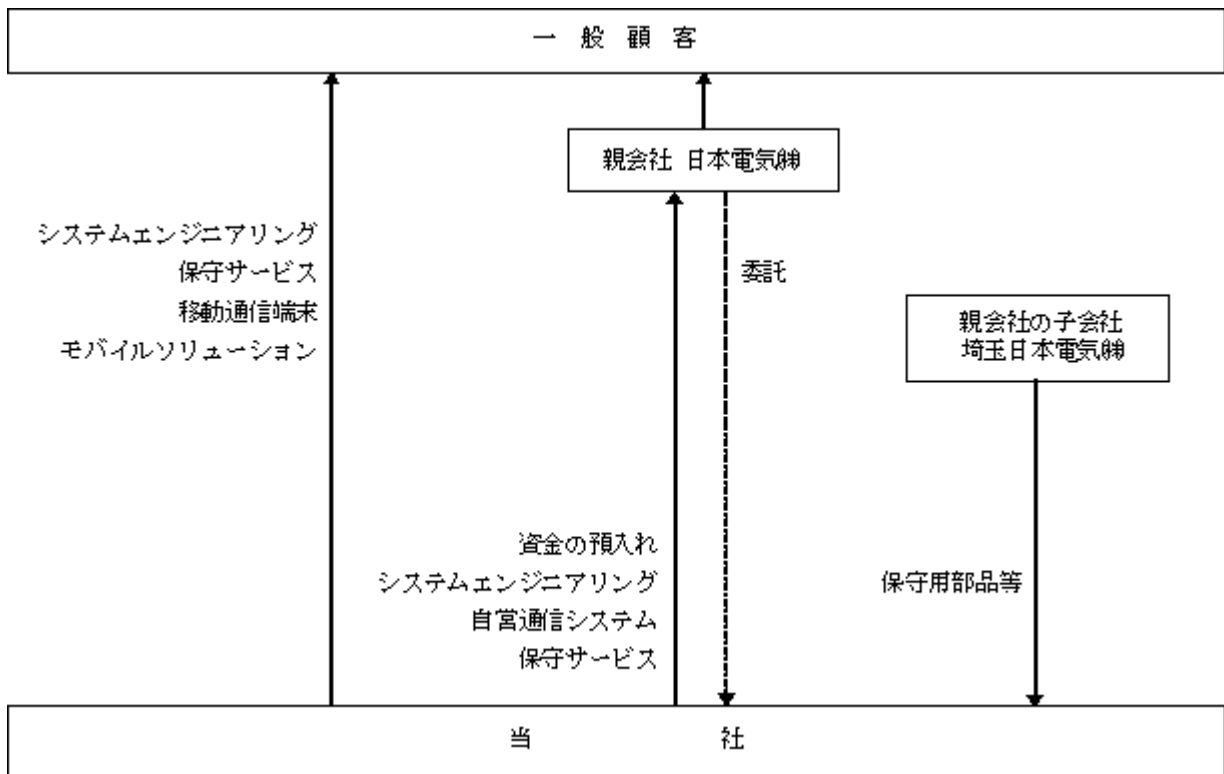 一 般 顧 客
親会社 日本電気㈱
システムエンジニアリング
保守サービス
移動通信端末
モバイルソリューション
委託
親会社の子会社
埼玉日本電気㈱
資金の預入れ
システムエンジニアリング
自営通信システム
保守サービス
保守用部品等
当 社